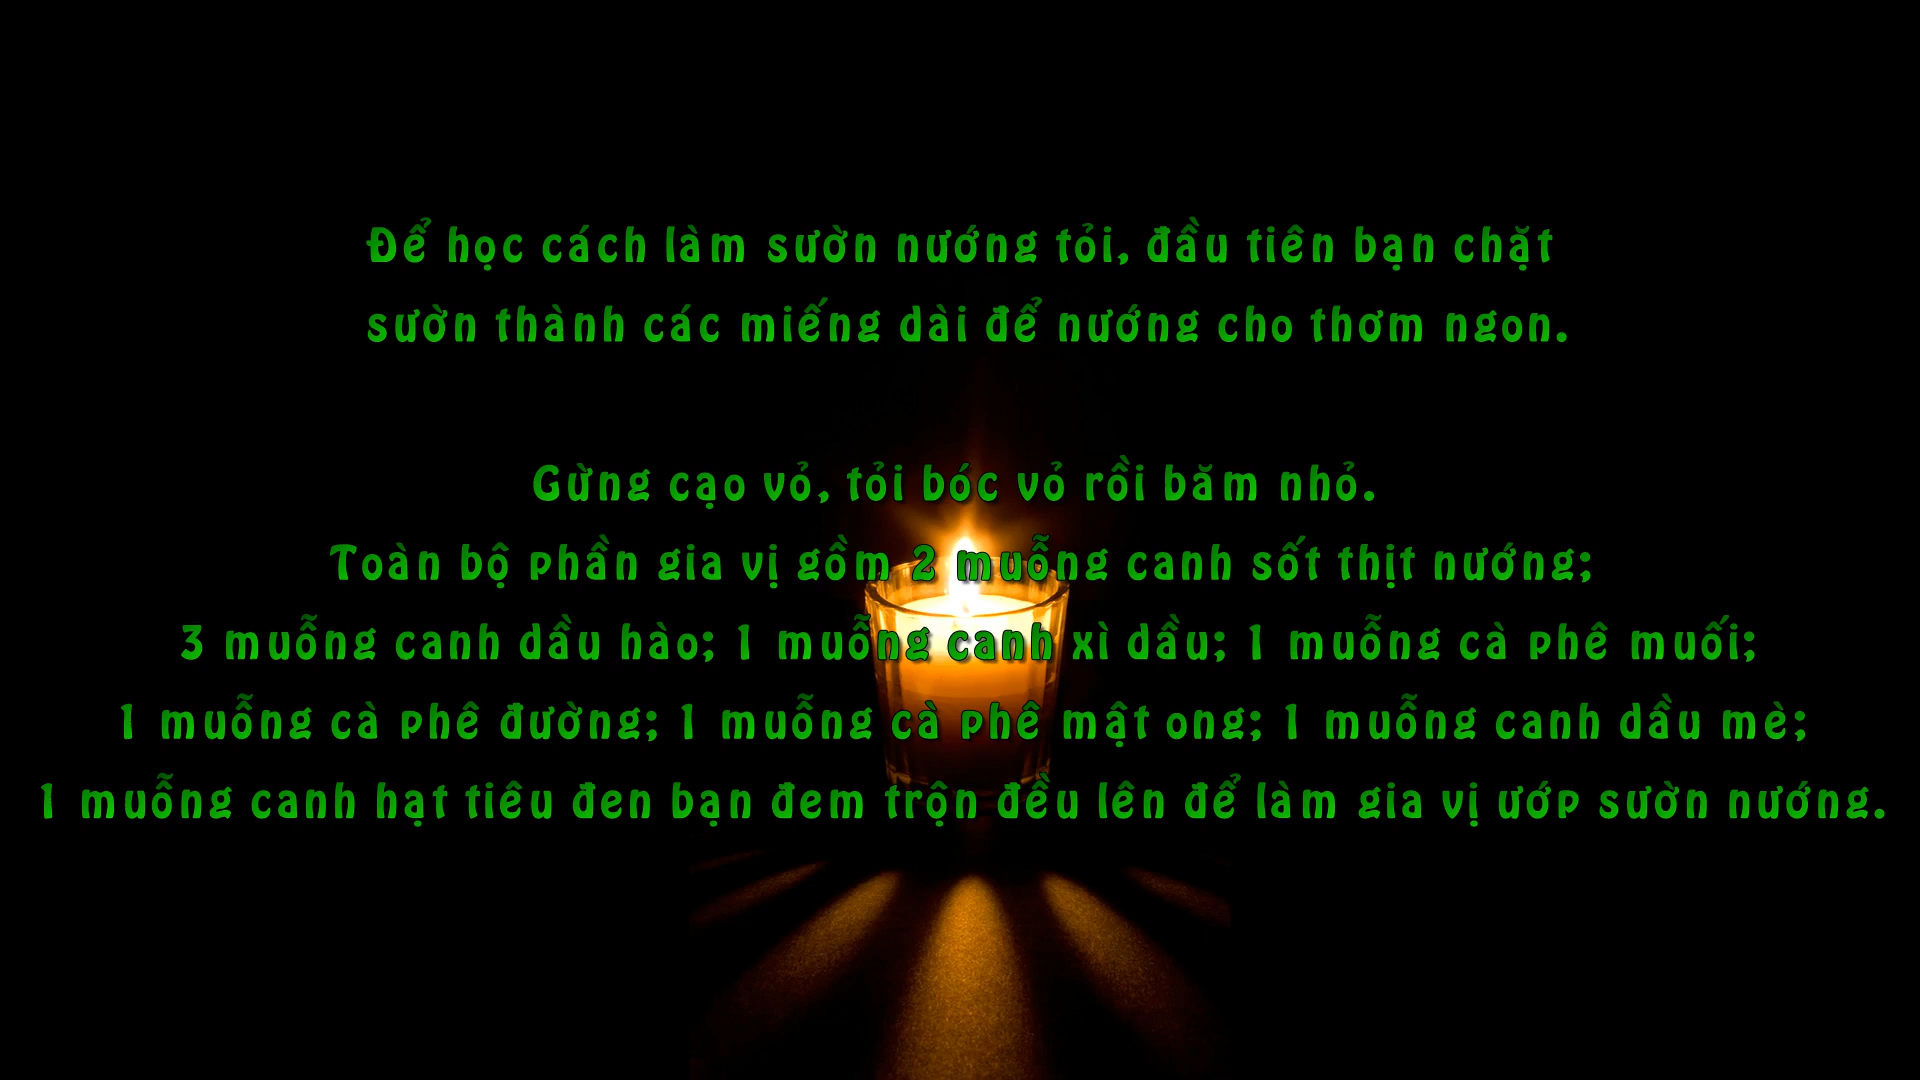 Để học cách làm sườn nướng tỏi, đầu tiên bạn chặt
sườn thành các miếng dài để nướng cho thơm ngon.
Gừng cạo vỏ, tỏi bóc vỏ rồi băm nhỏ.
Toàn bộ phần gia vị gồm 2 muỗng canh sốt thịt nướng;
3 muỗng canh dầu hào; 1 muỗng canh xì dầu; 1 muỗng cà phê muối;
1 muỗng cà phê đường; 1 muỗng cà phê mật ong; 1 muỗng canh dầu mè;
1 muỗng canh hạt tiêu đen bạn đem trộn đều lên để làm gia vị ướp sườn nướng.